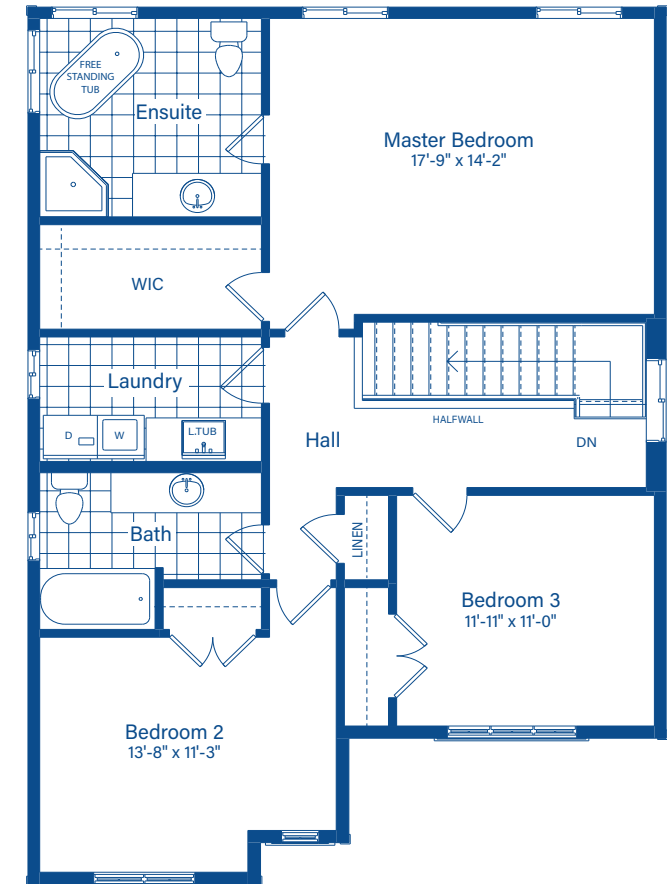 FREE
STANDING
TUB
Ensuite
Master Bedroom
17'-9" x 14'-2"
WIC
Laundry
D
W
L.TUB
HALFWALL
Hall
DN
Bath
LINEN
Bedroom 3
11'-11" x 11'-0"
Bedroom 2
13'-8" x 11'-3"